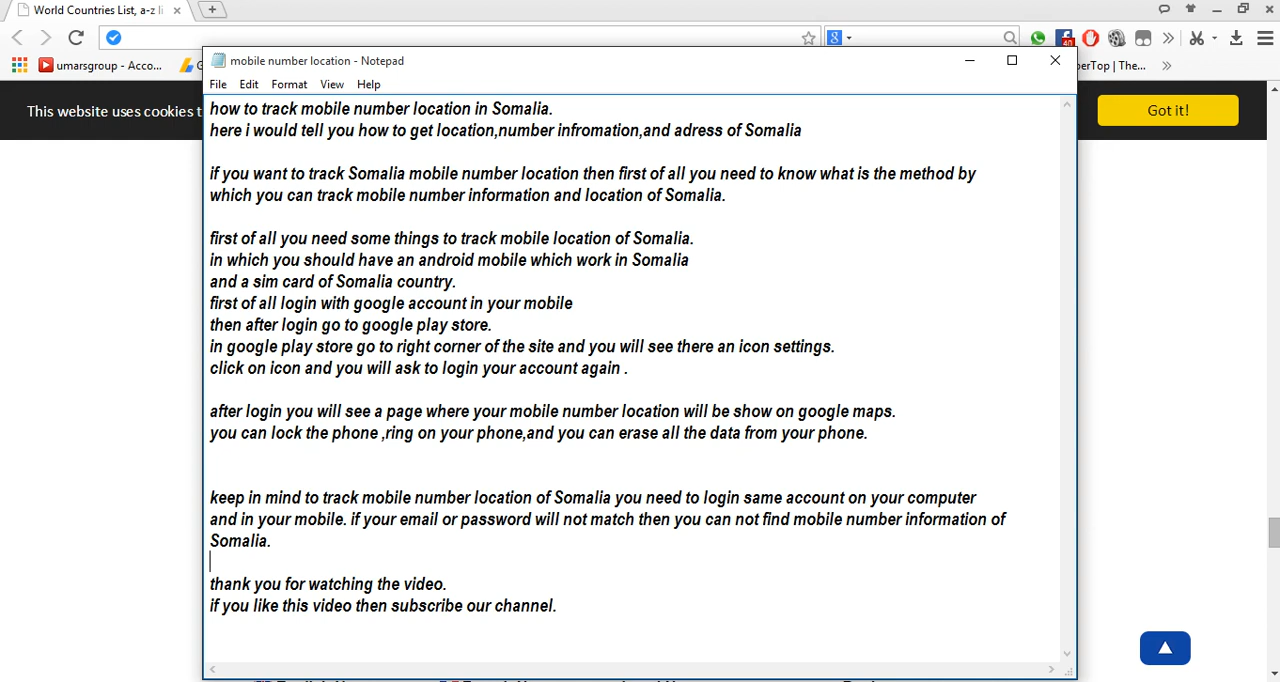 World Countries List, a-z li
umarsgroup - Acco...
G
perTop | The...
40
This website uses cookies t
Got it!
mobile number location - Notepad
File Edit Format View Help
how to track mobile number location in Somalia.
here i would tell you how to get location,number infromation,and adress of Somalia
if you want to track Somalia mobile number location then first of all you need to know what is the method by
which you can track mobile number information and location of Somalia.
first of all you need some things to track mobile location of Somalia.
in which you should have an android mobile which work in Somalia
and a sim card of Somalia country.
first of all login with google account in your mobile
then after login go to google play store.
in google play store go to right corner of the site and you will see there an icon settings.
click on icon and you will ask to login your account again .
after login you will see a page where your mobile number location will be show on google maps.
you can lock the phone ,ring on your phone,and you can erase all the data from your phone.
keep in mind to track mobile number location of Somalia you need to login same account on your computer
and in your mobile. if your email or password will not match then you can not find mobile number information of
Somalia.
thank you for watching the video.
if you like this video then subscribe our channel.